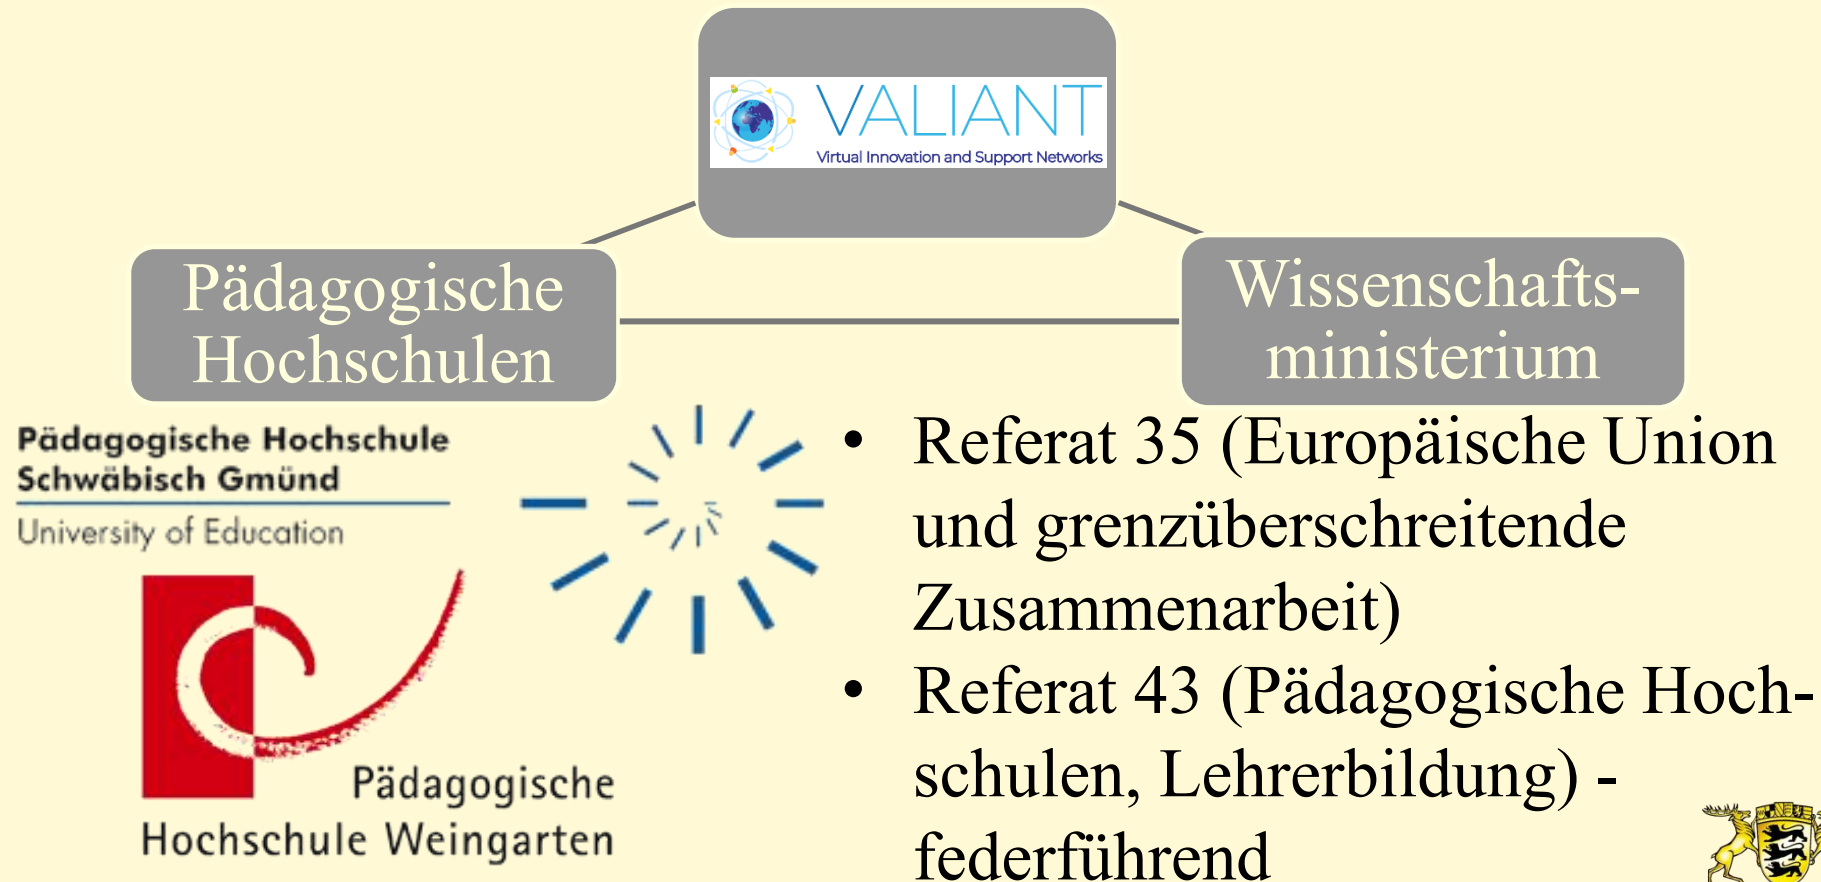 VALIANT
Virtual Innovation and Support Networks
Pädagogische
Hochschulen
Wissenschafts-
ministerium
Pädagogische Hochschule
Schwäbisch Gmünd
University of Education
Pädagogische
Hochschule Weingarten
• Referat 35 (Europäische Union
und grenzüberschreitende
Zusammenarbeit)
• Referat 43 (Pädagogische Hoch-
schulen, Lehrerbildung) -
federführend